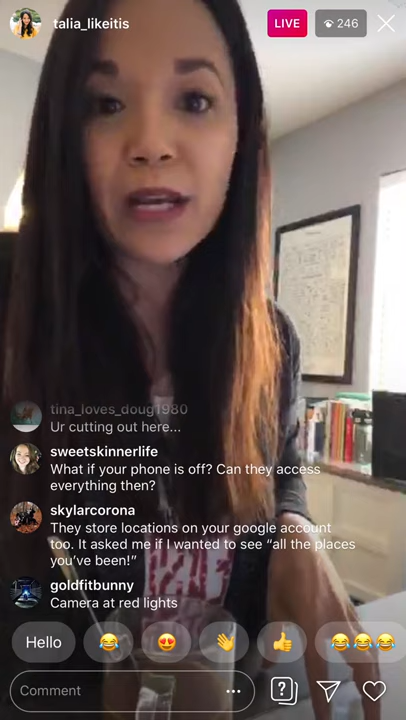 talia_likeitis
LIVE
246
tina_loves_doug1980
Ur cutting out here...
sweetskinnerlife
What if your phone is off? Can they access
everything then?
skylarcorona
They store locations on your google account
too. It asked me if I wanted to see “all the places
you’ve been!”
goldfitbunny
Camera at red lights
Hello
Comment